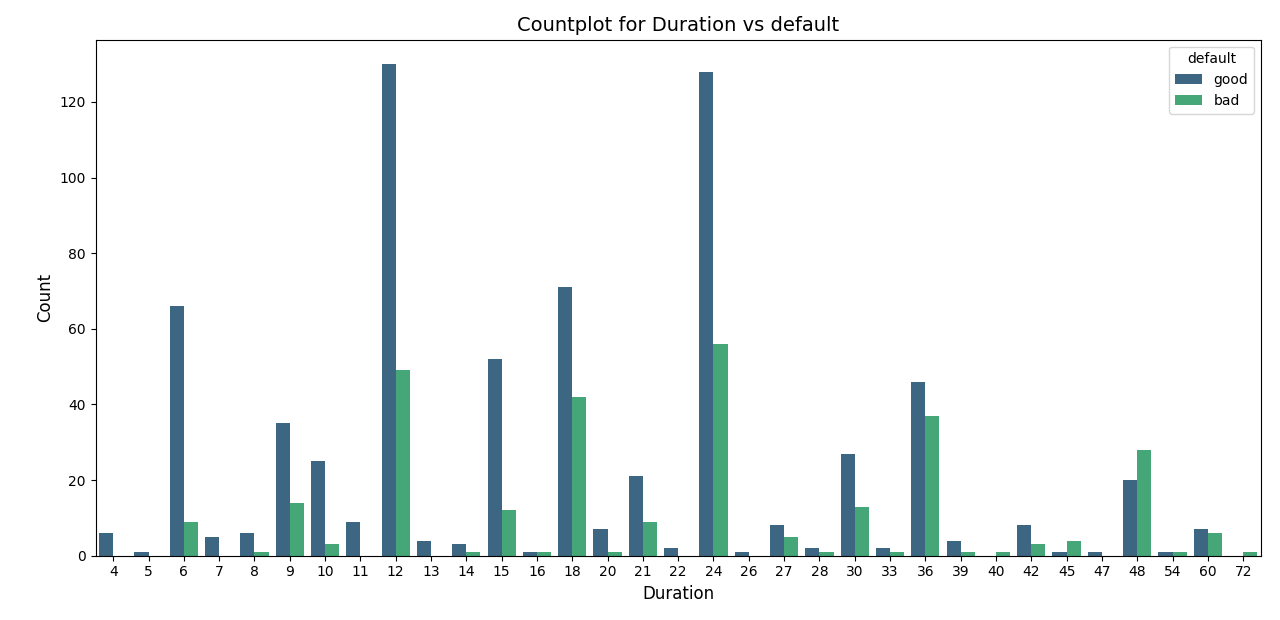 Countplot for Duration vs default
default
good
bad
120
100
80
60
40
20
0
Count
4 5 6 7 8 9 10 11 12 13 14 15 16 18 20 21 22 24 26 27 28 30 33 36 39 40 42 45 47 48 54 60 72
Duration